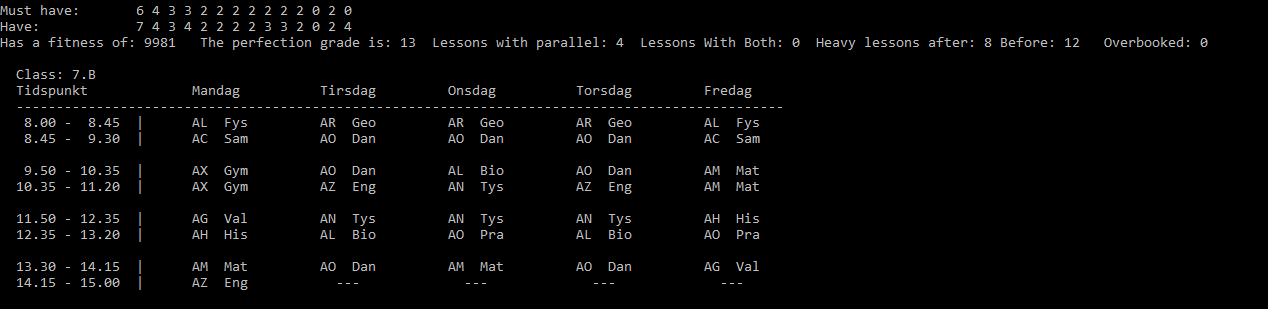 Must have:       6 4 3 3 2 2 2 2 2 2 2 0 2 0
Have:            7 4 3 4 2 2 2 2 3 3 2 0 2 4
Has a fitness of: 9981   The perfection grade is: 13  Lessons with parallel: 4  Lessons With Both: 0  Heavy lessons after: 8 Before: 12   Overbooked: 0
Class: 7.B
Tidspunkt             Mandag          Tirsdag         Onsdag          Torsdag         Fredag
------------------------------------------------------------------------------------------------
8.00 -  8.45  |      AL  Fys         AR  Geo         AR  Geo         AR  Geo         AL  Fys
8.45 -  9.30  |      AC  Sam         AO  Dan         AO  Dan         AO  Dan         AC  Sam
9.50 - 10.35  |      AX  Gym         AO  Dan         AL  Bio         AO  Dan         AM  Mat
10.35 - 11.20  |      AX  Gym         AZ  Eng         AN  Tys         AZ  Eng         AM  Mat
11.50 - 12.35  |      AG  Val         AN  Tys         AN  Tys         AN  Tys         AH  His
12.35 - 13.20  |      AH  His         AL  Bio         AO  Pra         AL  Bio         AO  Pra
13.30 - 14.15  |      AM  Mat         AO  Dan         AM  Mat         AO  Dan         AG  Val
14.15 - 15.00  |      AZ  Eng           ---             ---             ---             ---